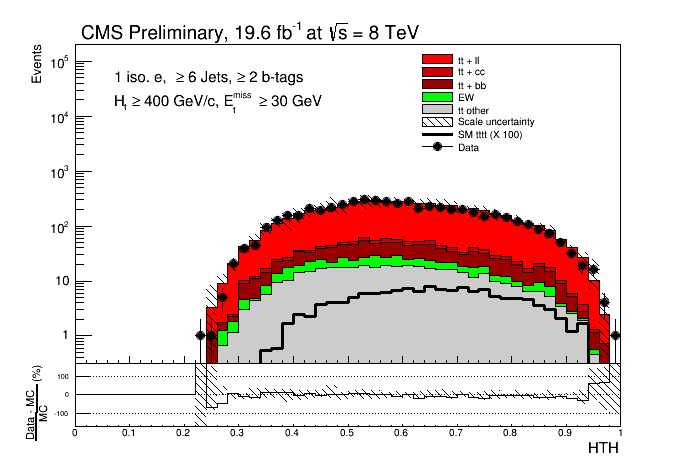 CMS Preliminary, 19.6 fb⁻¹ at √s = 8 TeV
Events
1 iso. e, ≥ 6 Jets, ≥ 2 b-tags
H_t ≥ 400 GeV/c, E_t^miss ≥ 30 GeV
tt + ll
tt + cc
tt + bb
EW
tt other
Scale uncertainty
SM tttt (X 100)
Data
10⁵
10⁴
10³
10²
10
1
Data - MC (%)
MC
100
0
-100
0 0.1 0.2 0.3 0.4 0.5 0.6 0.7 0.8 0.9 1
HTH